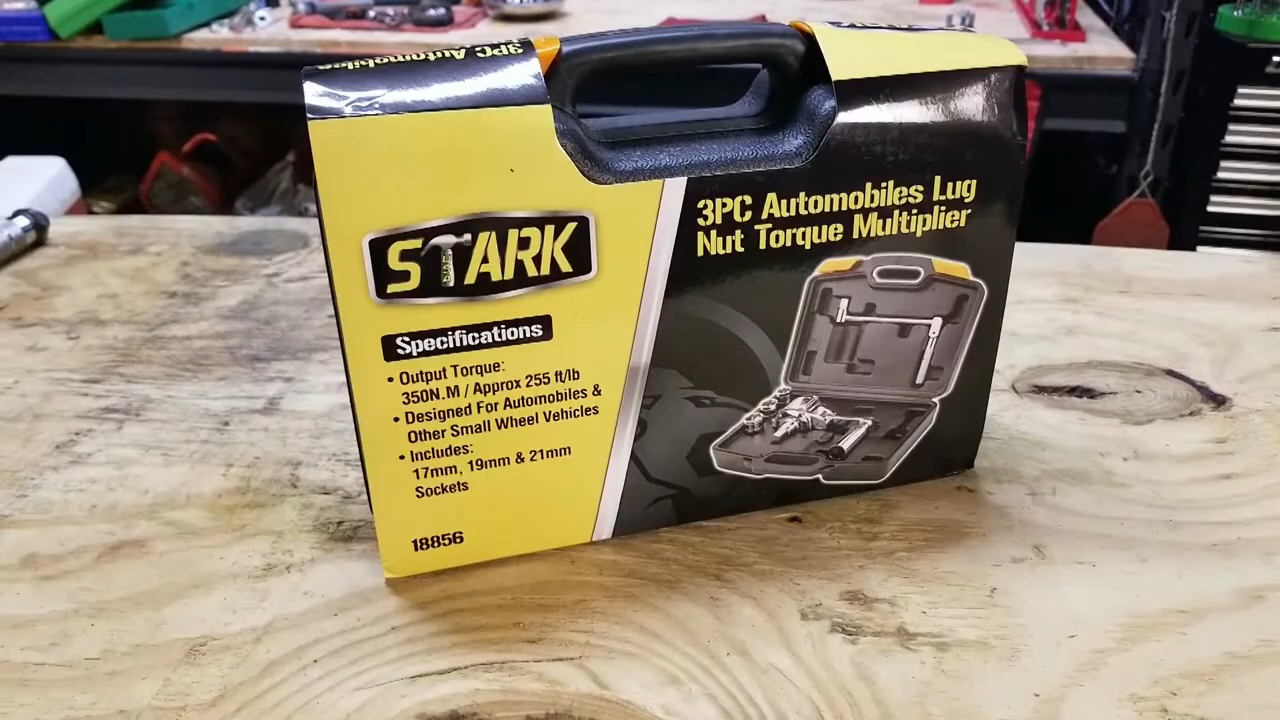 3PC Automobiles
STARK
STARK
3PC Automobiles Lug
Nut Torque Multiplier
Specifications
• Output Torque:
350N.M / Approx 255 ft/lb
• Designed For Automobiles &
Other Small Wheel Vehicles
• Includes:
17mm, 19mm & 21mm
Sockets
18856